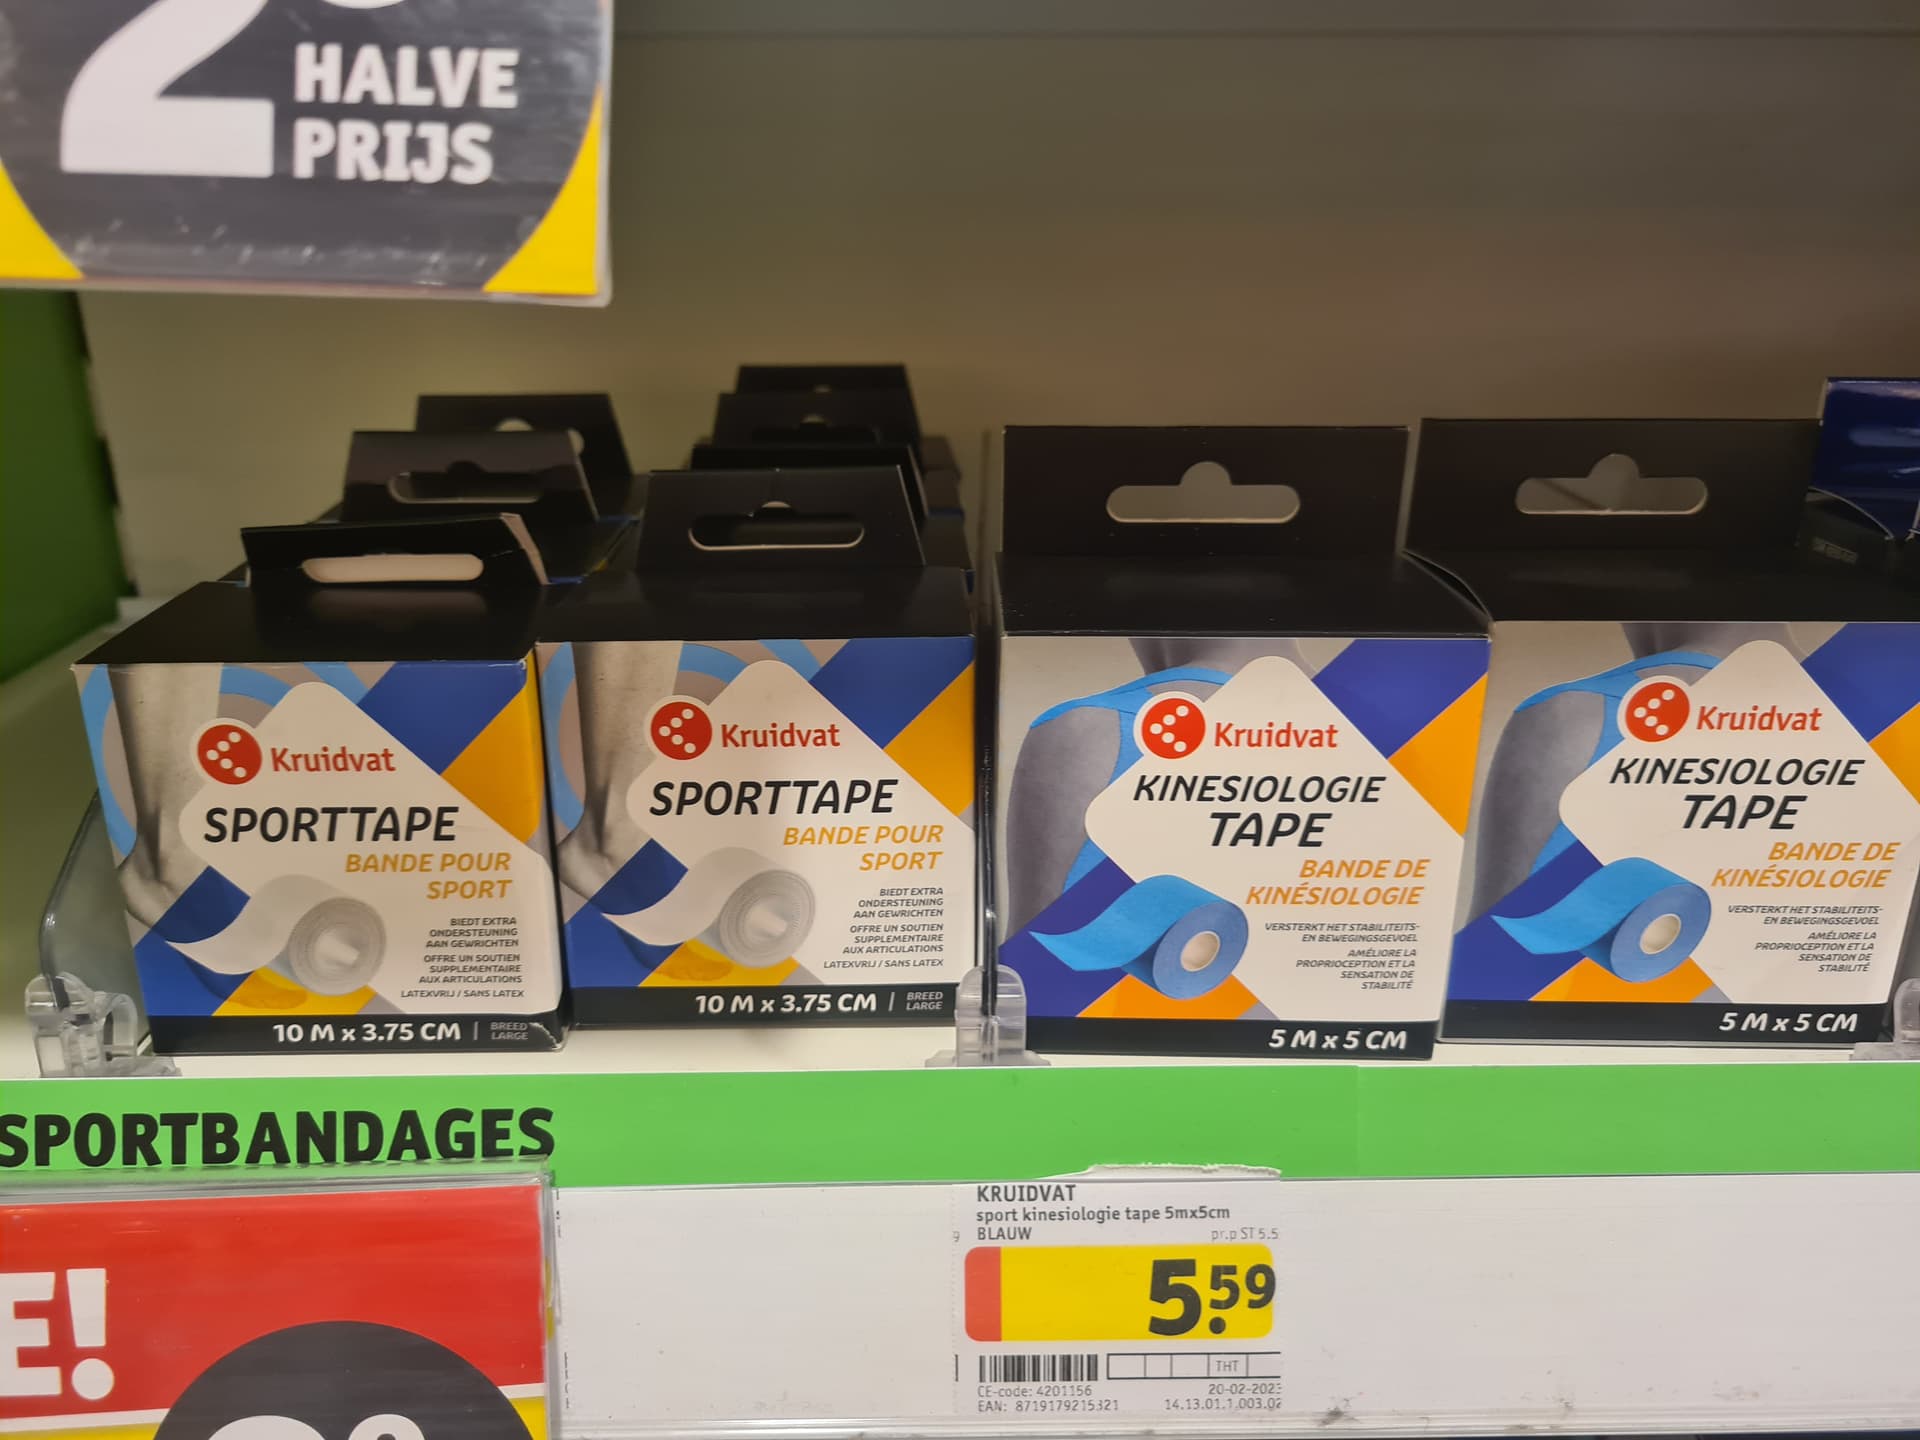 2e
HALVE
PRIJS
Kruidvat
SPORTTAPE
BANDE POUR
SPORT
BIEDT EXTRA
ONDERSTEUNING
AAN GEWRICHTEN
OFFRE UN SOUTIEN
SUPPLEMENTAIRE
AUX ARTICULATIONS
LATEXVRIJ / SANS LATEX
10 M x 3.75 CM | BREED
LARGE
Kruidvat
SPORTTAPE
BANDE POUR
SPORT
BIEDT EXTRA
ONDERSTEUNING
AAN GEWRICHTEN
OFFRE UN SOUTIEN
SUPPLEMENTAIRE
AUX ARTICULATIONS
LATEXVRIJ / SANS LATEX
10 M x 3.75 CM | BREED
LARGE
Kruidvat
KINESIOLOGIE
TAPE
BANDE DE
KINÉSIOLOGIE
VERSTERKT HET STABILITEITS-
EN BEWEGINGSGEVOEL
AMÉLIORE LA
PROPRIOCEPTION ET LA
SENSATION DE
STABILITÉ
5 M x 5 CM
Kruidvat
KINESIOLOGIE
TAPE
BANDE DE
KINÉSIOLOGIE
VERSTERKT HET STABILITEITS-
EN BEWEGINGSGEVOEL
AMÉLIORE LA
PROPRIOCEPTION ET LA
SENSATION DE
STABILITÉ
5 M x 5 CM
SPORTBANDAGES
E!
KRUIDVAT
sport kinesiologie tape 5mx5cm
BLAUW pr.p ST 5.5
5.59
THT
CE-code: 4201156 20-02-2023
EAN: 8719179215321 14.13.01.1.003.02